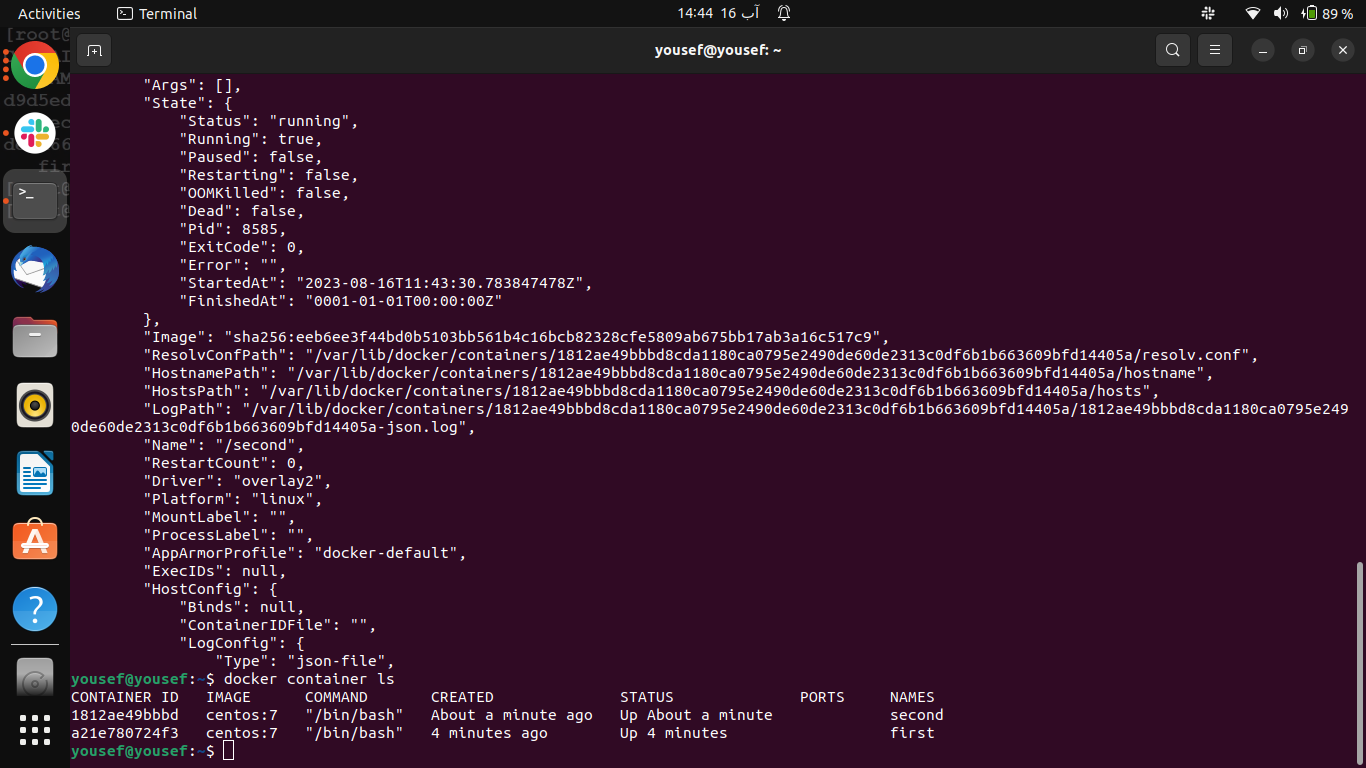 Activities
Terminal
14:44 16 آب
89 %
yousef@yousef: ~
"Args": [],
"State": {
"Status": "running",
"Running": true,
"Paused": false,
"Restarting": false,
"OOMKilled": false,
"Dead": false,
"Pid": 8585,
"ExitCode": 0,
"Error": "",
"StartedAt": "2023-08-16T11:43:30.783847478Z",
"FinishedAt": "0001-01-01T00:00:00Z"
},
"Image": "sha256:eeb6ee3f44bd0b5103bb561b4c16bcb82328cfe5809ab675bb17ab3a16c517c9",
"ResolvConfPath": "/var/lib/docker/containers/1812ae49bbbd8cda1180ca0795e2490de60de2313c0df6b1b663609bfd14405a/resolv.conf",
"HostnamePath": "/var/lib/docker/containers/1812ae49bbbd8cda1180ca0795e2490de60de2313c0df6b1b663609bfd14405a/hostname",
"HostsPath": "/var/lib/docker/containers/1812ae49bbbd8cda1180ca0795e2490de60de2313c0df6b1b663609bfd14405a/hosts",
"LogPath": "/var/lib/docker/containers/1812ae49bbbd8cda1180ca0795e2490de60de2313c0df6b1b663609bfd14405a/1812ae49bbbd8cda1180ca0795e249
0de60de2313c0df6b1b663609bfd14405a-json.log",
"Name": "/second",
"RestartCount": 0,
"Driver": "overlay2",
"Platform": "linux",
"MountLabel": "",
"ProcessLabel": "",
"AppArmorProfile": "docker-default",
"ExecIDs": null,
"HostConfig": {
"Binds": null,
"ContainerIDFile": "",
"LogConfig": {
"Type": "json-file",
yousef@yousef:~$ docker container ls
CONTAINER ID IMAGE COMMAND CREATED STATUS PORTS NAMES
1812ae49bbbd centos:7 "/bin/bash" About a minute ago Up About a minute second
a21e780724f3 centos:7 "/bin/bash" 4 minutes ago Up 4 minutes first
yousef@yousef:~$